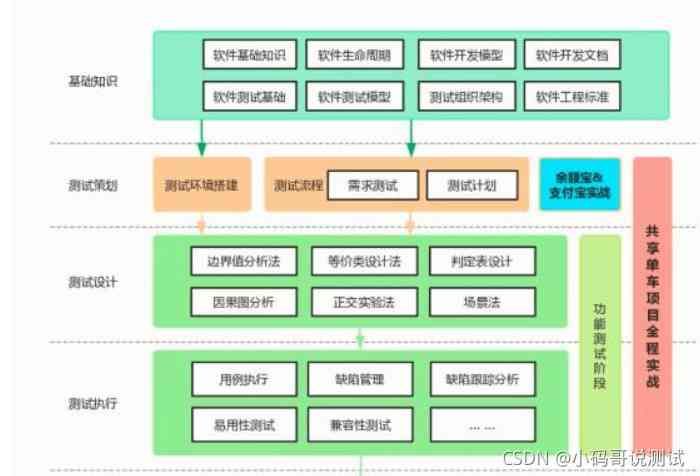 基础知识
软件基础知识
软件生命周期
软件开发模型
软件开发文档
软件测试基础
软件测试模型
测试组织架构
软件工程标准
测试策划
测试环境搭建
测试流程
需求测试
测试计划
余额宝&
支付宝实战
共享单车项目全程实战
测试设计
边界值分析法
等价类设计法
判定表设计
因果图分析
正交实验法
场景法
功能测试阶段
测试执行
用例执行
缺陷管理
缺陷跟踪分析
易用性测试
兼容性测试
... ...
CSDN @小码哥说测试